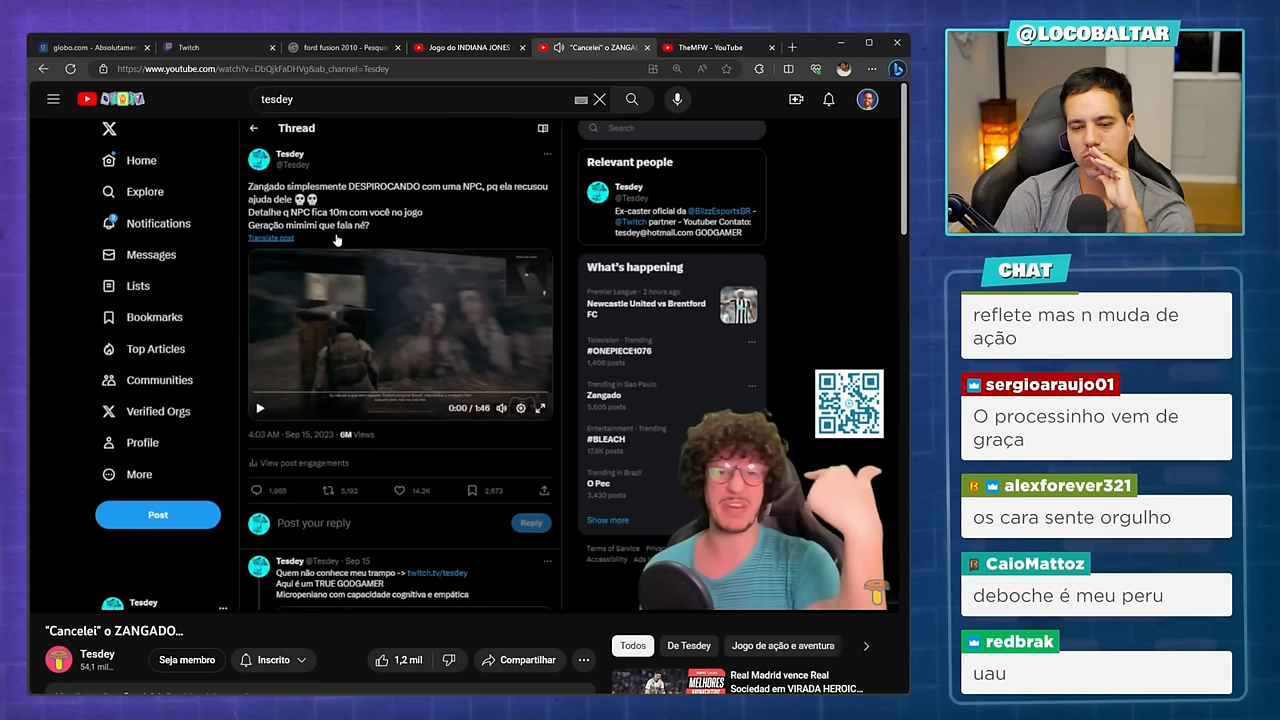 globo.com - Absolutamen
Twitch
ford fusion 2010 - Pesqui
Jogo do INDIANA JONES
"Cancelei" o ZANGA
TheMFW - YouTube
https://www.youtube.com/watch?v=DbQjkFaDHVg&ab_channel=Tesdey
tesdey
Home
Explore
Notifications
Messages
Lists
Bookmarks
Top Articles
Communities
Verified Orgs
Profile
More
Post
Tesdey
Thread
Tesdey
@Tesdey
Zangado simplesmente DESPIROCANDO com uma NPC, pq ela recusou
ajuda dele 💀💀
Detalhe q NPC fica 10m com você no jogo
Geração mimimi que fala né?
Translate post
0:00 / 1:46
4:03 AM · Sep 15, 2023 · 6M Views
View post engagements
1,985
5,192
14.2K
2,673
Post your reply
Reply
Tesdey @Tesdey · Sep 15
Quem não conhece meu trampo -> twitch.tv/tesdey
Aqui é um TRUE GODGAMER
Micropeniano com capacidade cognitiva e empática
Search
Relevant people
Tesdey
@Tesdey
Ex-caster oficial da @BlizzEsportsBR -
@Twitch partner - Youtuber Contato:
tesdey@hotmail.com GODGAMER
What's happening
Premier League · 2 hours ago
Newcastle United vs Brentford
FC
Television · Trending
#ONEPIECE1076
1,408 posts
Trending in Sao Paulo
Zangado
5,605 posts
Entertainment · Trending
#BLEACH
17.9K posts
Trending in Brazil
O Pec
3,430 posts
Show more
Terms of Service
Accessibility
"Cancelei" o ZANGADO...
Tesdey
54,1 mil...
Seja membro
Inscrito
1,2 mil
Compartilhar
Todos
De Tesdey
Jogo de ação e aventura
MELHORES
Real Madrid vence Real
Sociedad em VIRADA HEROIC...
@LOCOBALTAR
CHAT
reflete mas n muda de
ação
sergioaraujo01
O processinho vem de
graça
alexforever321
os cara sente orgulho
CaioMattoz
deboche é meu peru
redbrak
uau